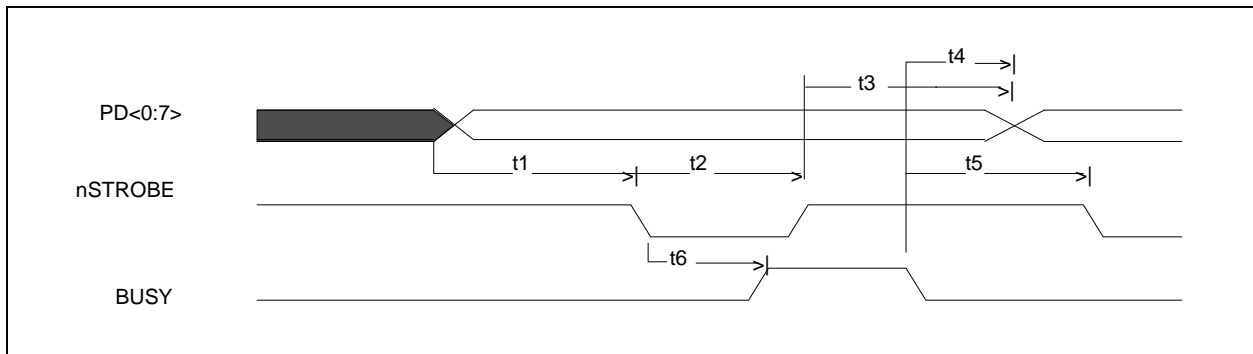 t4
t3
PD<0:7>
t1
t2
t5
nSTROBE
t6
BUSY